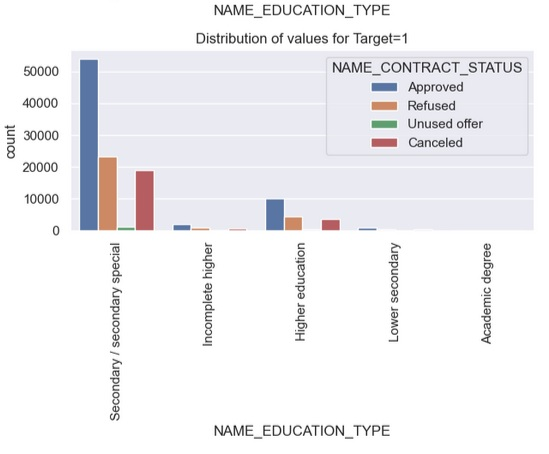 NAME_EDUCATION_TYPE
Distribution of values for Target=1
NAME_CONTRACT_STATUS
Approved
Refused
Unused offer
Canceled
count
50000
40000
30000
20000
10000
0
Secondary / secondary special
Incomplete higher
Higher education
Lower secondary
Academic degree
NAME_EDUCATION_TYPE